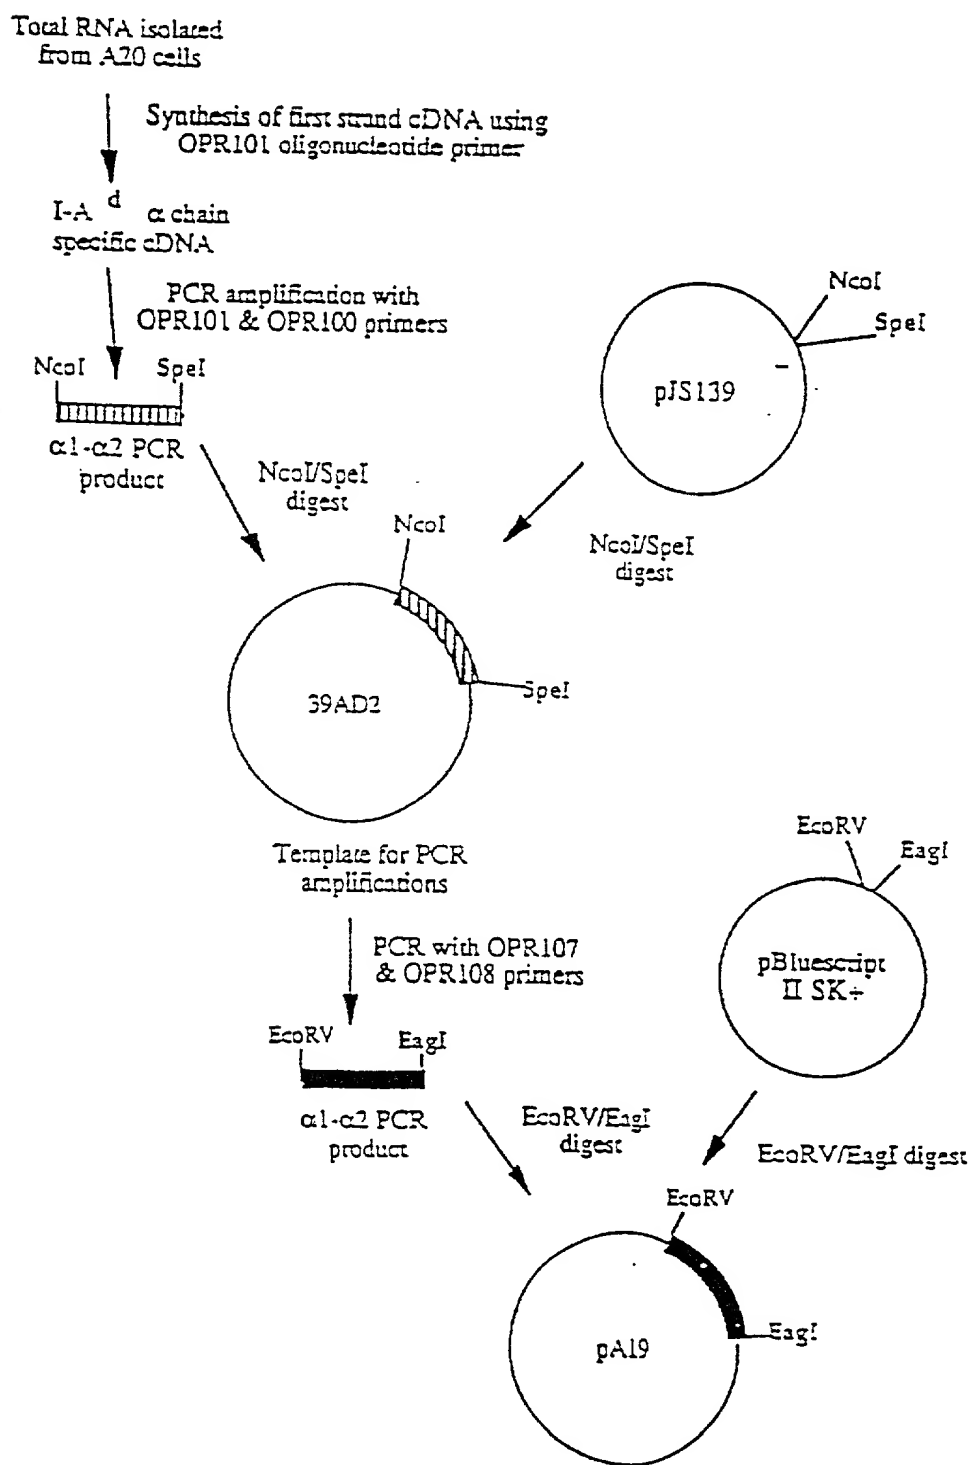 Total RNA isolated
from A20 cells
Synthesis of first strand cDNA using
OPR101 oligonucleotide primer
I-A d α chain
specific cDNA
PCR amplification with
OPR101 & OPR100 primers
NcoI SpeI
α1-α2 PCR
product
NcoI
SpeI
pJS139
NcoI/SpeI
digest
NcoI/SpeI
digest
NcoI
SpeI
39AD2
Template for PCR
amplifications
PCR with OPR107
& OPR108 primers
EcoRV
EagI
pBluescript
II SK+
EcoRV EagI
α1-α2 PCR
product
EcoRV/EagI
digest
EcoRV/EagI digest
EcoRV
EagI
pA19